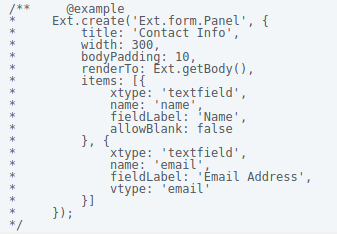 /**     @example
*     Ext.create('Ext.form.Panel', {
*         title: 'Contact Info',
*         width: 300,
*         bodyPadding: 10,
*         renderTo: Ext.getBody(),
*         items: [{
*             xtype: 'textfield',
*             name: 'name',
*             fieldLabel: 'Name',
*             allowBlank: false
*         }, {
*             xtype: 'textfield',
*             name: 'email',
*             fieldLabel: 'Email Address',
*             vtype: 'email'
*         }]
*     });
*/